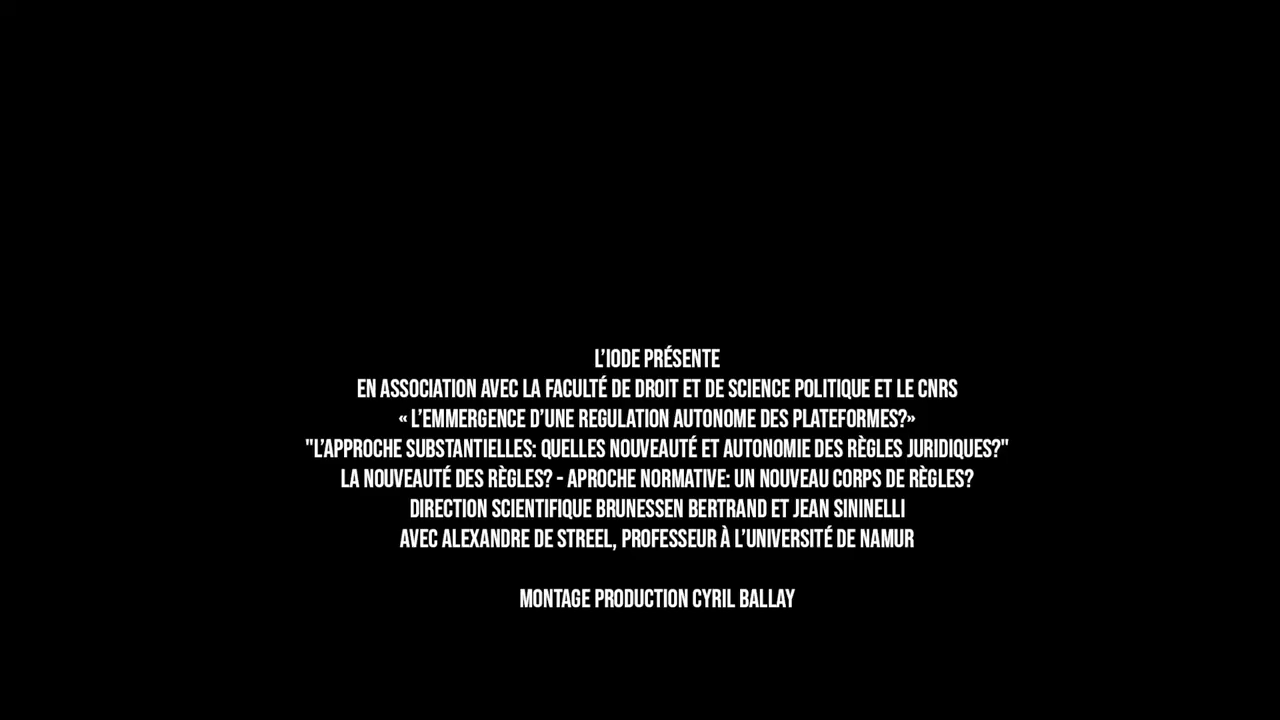 L'IODE PRÉSENTE
EN ASSOCIATION AVEC LA FACULTÉ DE DROIT ET DE SCIENCE POLITIQUE ET LE CNRS
« L'EMMERGENCE D'UNE REGULATION AUTONOME DES PLATEFORMES?»
"L'APPROCHE SUBSTANTIELLES: QUELLES NOUVEAUTÉ ET AUTONOMIE DES RÈGLES JURIDIQUES?"
LA NOUVEAUTÉ DES RÈGLES? - APROCHE NORMATIVE: UN NOUVEAU CORPS DE RÈGLES?
DIRECTION SCIENTIFIQUE BRUNESSEN BERTRAND ET JEAN SININELLI
AVEC ALEXANDRE DE STREEL, PROFESSEUR À L'UNIVERSITÉ DE NAMUR
MONTAGE PRODUCTION CYRIL BALLAY